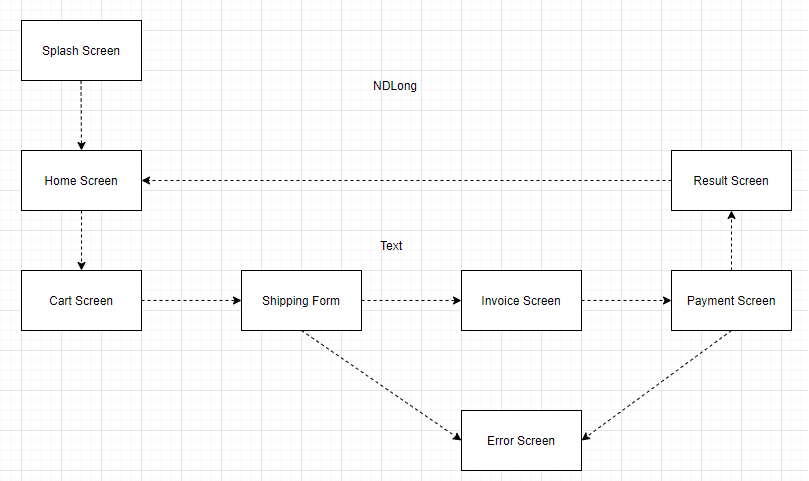 Splash Screen
NDLong
Home Screen
Result Screen
Text
Cart Screen
Shipping Form
Invoice Screen
Payment Screen
Error Screen